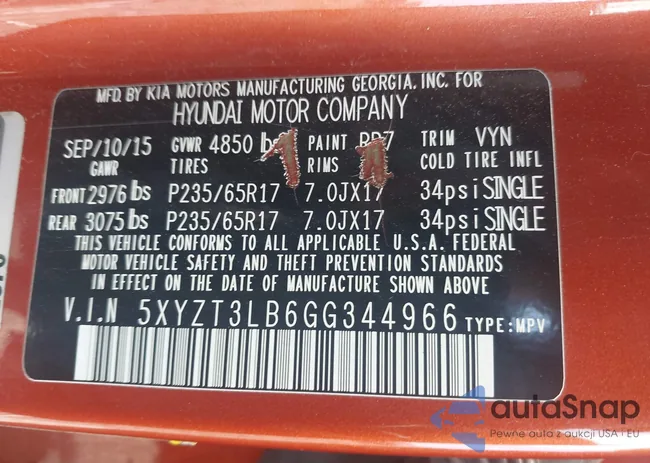 MFD. BY KIA MOTORS MANUFACTURING GEORGIA, INC. FOR
HYUNDAI MOTOR COMPANY
SEP/10/15 GVWR 4850 lbs PAINT TRIM VYN
GAWR TIRES RIMS COLD TIRE INFL
FRONT 2976 lbs P235/65R17 7.0JX17 34psi SINGLE
REAR 3075 lbs P235/65R17 7.0JX17 34psi SINGLE
THIS VEHICLE CONFORMS TO ALL APPLICABLE U.S.A. FEDERAL
MOTOR VEHICLE SAFETY AND THEFT PREVENTION STANDARDS
IN EFFECT ON THE DATE OF MANUFACTURE SHOWN ABOVE
V.I.N 5XYZT3LB6GG344966 TYPE:MPV
autaSnap
Pewne auta z aukcji USA i EU